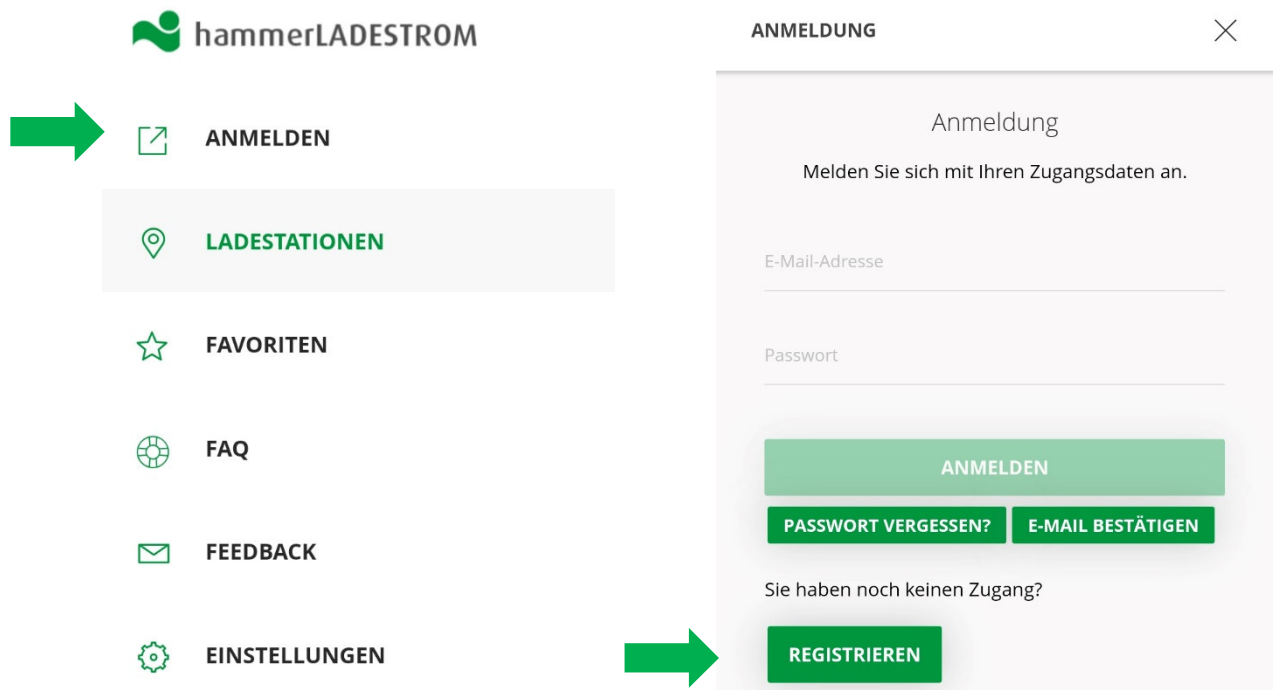 hammerLADESTROM
ANMELDEN
LADESTATIONEN
FAVORITEN
FAQ
FEEDBACK
EINSTELLUNGEN
ANMELDUNG
Anmeldung
Melden Sie sich mit Ihren Zugangsdaten an.
E-Mail-Adresse
Passwort
ANMELDEN
PASSWORT VERGESSEN? E-MAIL BESTÄTIGEN
Sie haben noch keinen Zugang?
REGISTRIEREN